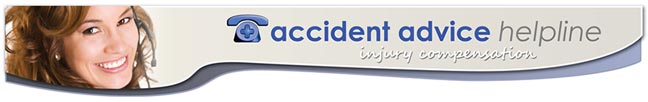 accident advice helpline
injury compensation